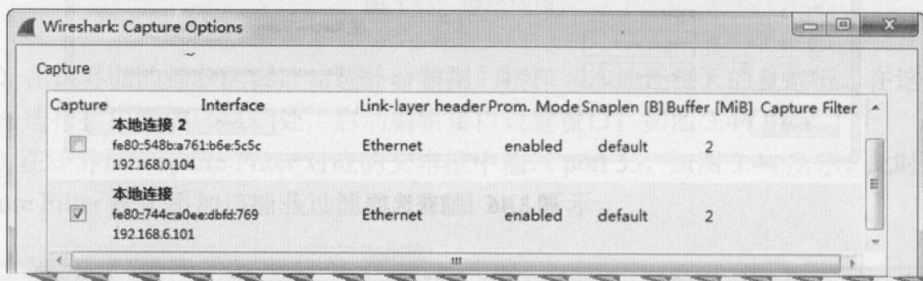 Wireshark: Capture Options
Capture
Capture Interface Link-layer header Prom. Mode Snaplen [B] Buffer [MiB] Capture Filter
本地连接 2
fe80::548b:a761:b6e:5c5c Ethernet enabled default 2
192.168.0.104
本地连接
fe80::744c:a0ee:dbfd:769 Ethernet enabled default 2
192.168.6.101